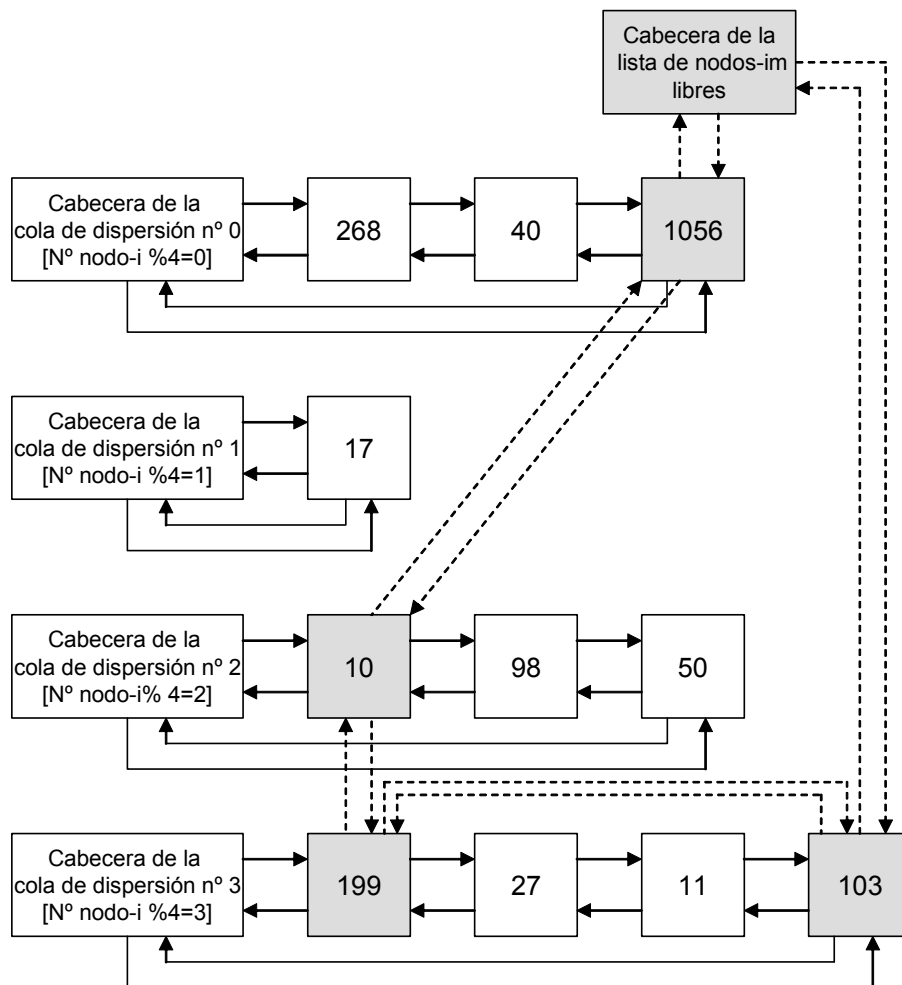 Cabecera de la
lista de nodos-im
libres
Cabecera de la
cola de dispersión nº 0
[Nº nodo-i %4=0]
268
40
1056
Cabecera de la
cola de dispersión nº 1
[Nº nodo-i %4=1]
17
Cabecera de la
cola de dispersión nº 2
[Nº nodo-i% 4=2]
10
98
50
Cabecera de la
cola de dispersión nº 3
[Nº nodo-i %4=3]
199
27
11
103